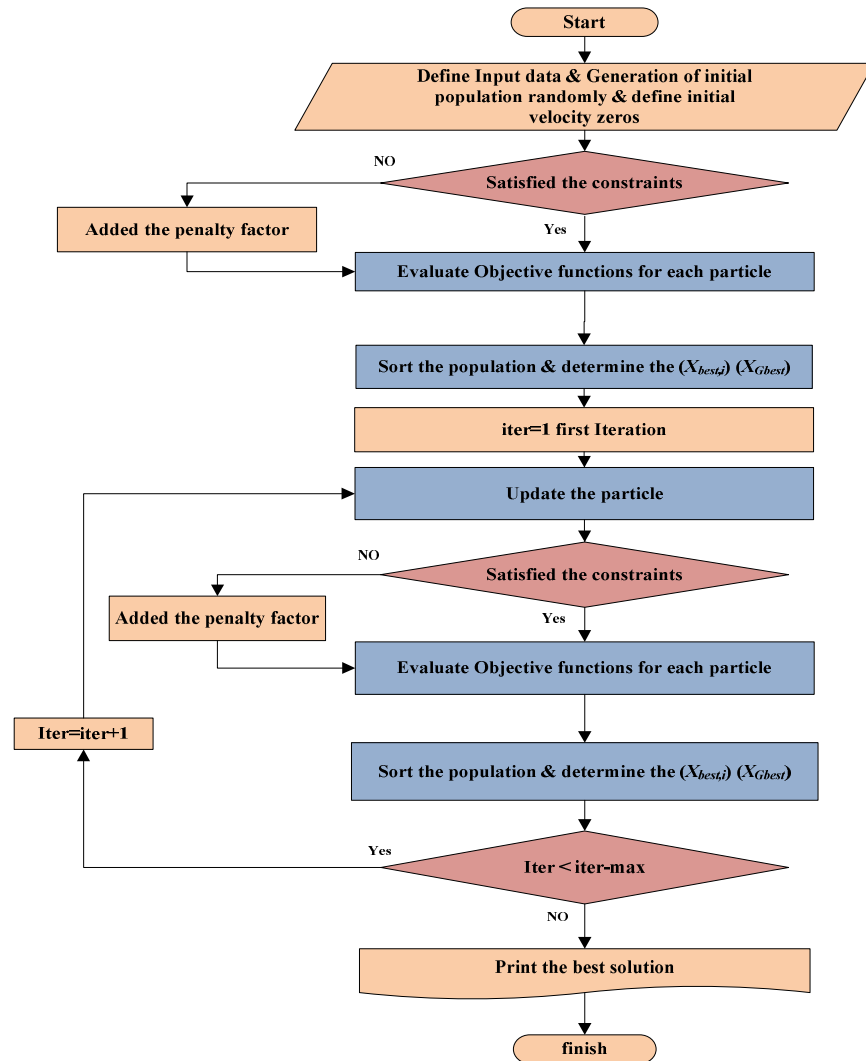 Start
Define Input data & Generation of initial
population randomly & define initial
velocity zeros
NO
Satisfied the constraints
Added the penalty factor
Yes
Evaluate Objective functions for each particle
Sort the population & determine the (Xbest,i) (XGbest)
iter=1 first Iteration
Update the particle
NO
Satisfied the constraints
Added the penalty factor
Yes
Evaluate Objective functions for each particle
Iter=iter+1
Sort the population & determine the (Xbest,i) (XGbest)
Yes
Iter < iter-max
NO
Print the best solution
finish